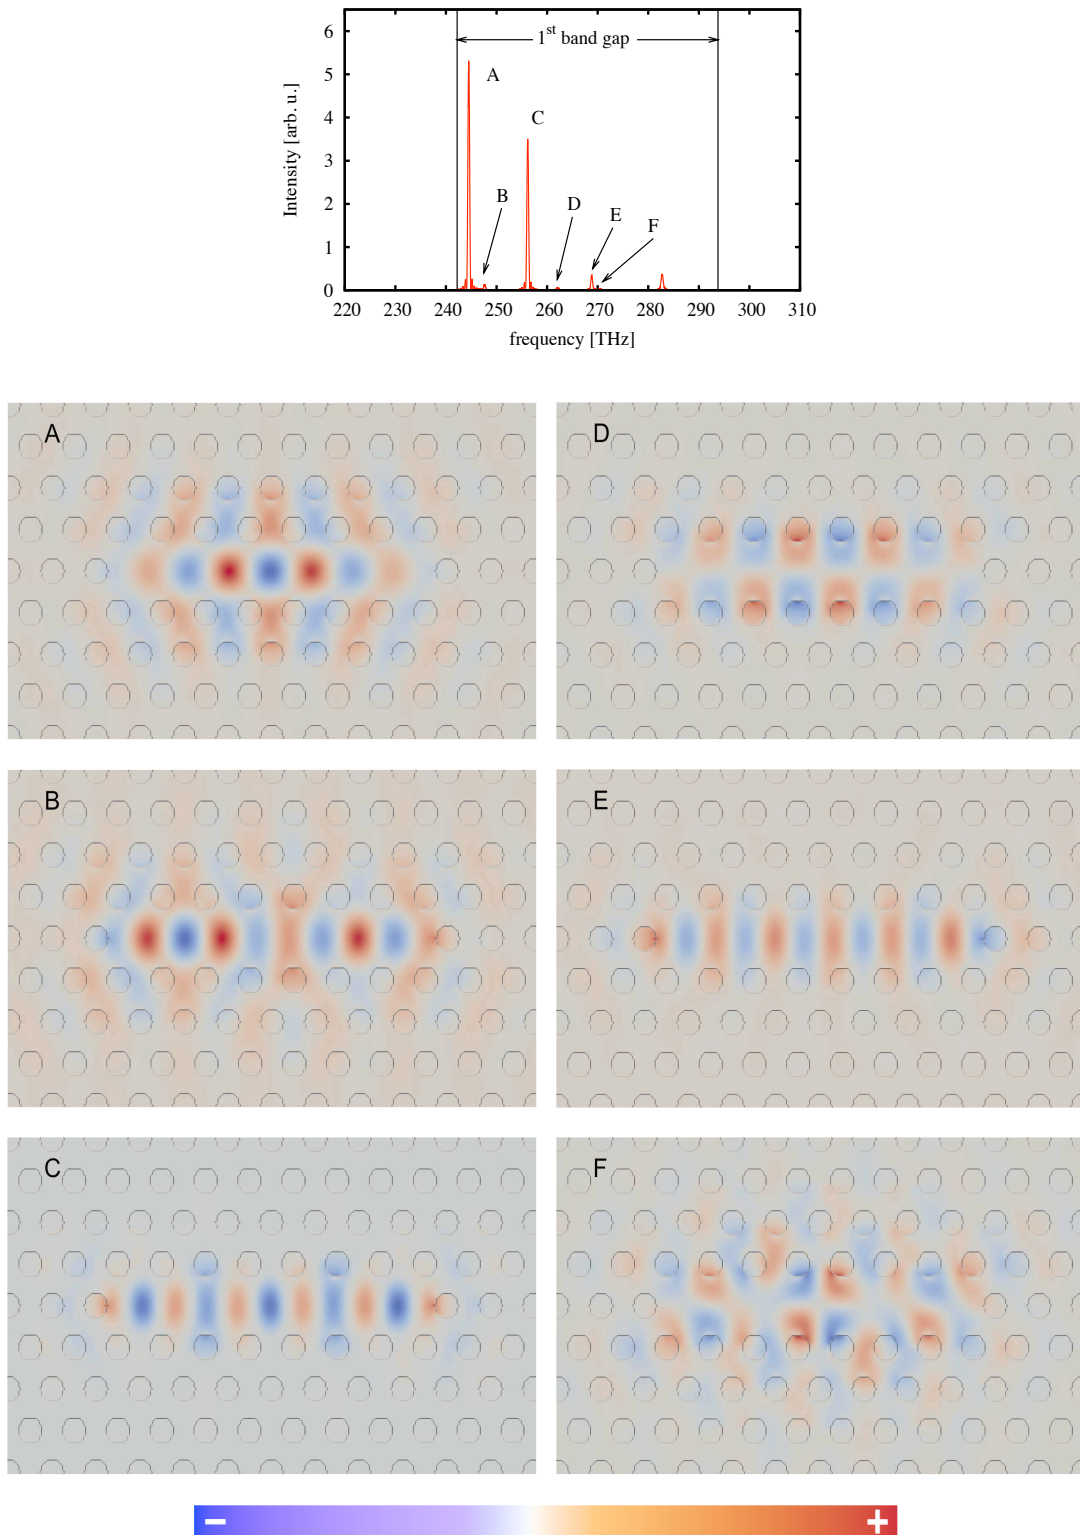 6
5
4
3
2
1
0
Intensity [arb. u.]
1st band gap
A
C
B
D
E
F
220 230 240 250 260 270 280 290 300 310
frequency [THz]
A
D
B
E
C
F
− +